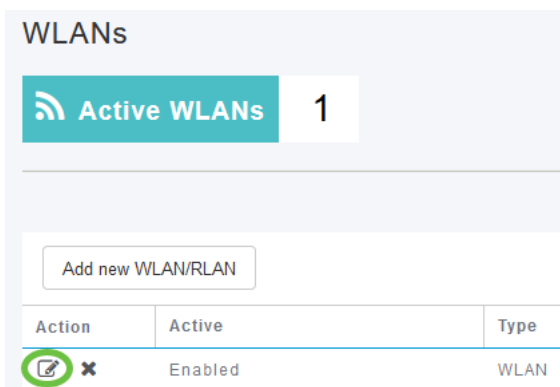 WLANs
Active WLANs 1
Add new WLAN/RLAN
Action Active Type
Enabled WLAN